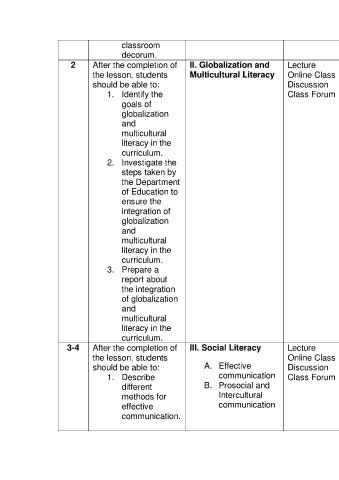 classroom
decorum.
2
After the completion of
the lesson, students
should be able to:
1. Identify the
goals of
globalization
and
multicultural
literacy in the
curriculum.
2. Investigate the
steps taken by
the Department
of Education to
ensure the
integration of
globalization
and
multicultural
literacy in the
curriculum.
3. Prepare a
report about
the integration
of globalization
and
multicultural
literacy in the
curriculum.
II. Globalization and
Multicultural Literacy
Lecture
Online Class
Discussion
Class Forum
3-4
After the completion of
the lesson, students
should be able to:
1. Describe
different
methods for
effective
communication.
III. Social Literacy
A. Effective
communication
B. Prosocial and
Intercultural
communication
Lecture
Online Class
Discussion
Class Forum